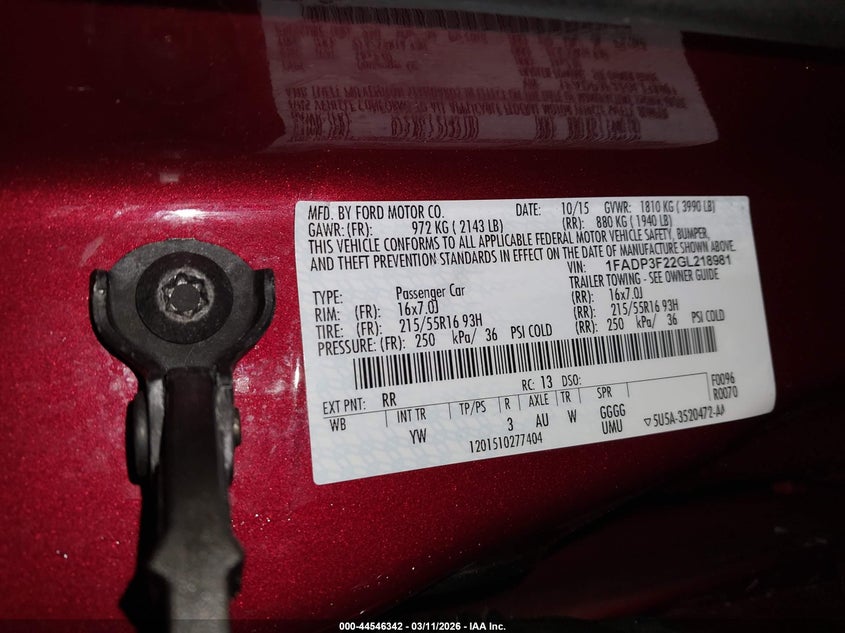 MFD. BY FORD MOTOR CO. DATE: 10/15 GVWR: 1810 KG ( 3990 LB)
GAWR: (FR): 972 KG ( 2143 LB) (RR): 880 KG ( 1940 LB)
THIS VEHICLE CONFORMS TO ALL APPLICABLE FEDERAL MOTOR VEHICLE SAFETY, BUMPER,
AND THEFT PREVENTION STANDARDS IN EFFECT ON THE DATE OF MANUFACTURE SHOWN ABOVE.
VIN: 1FADP3F22GL218981
TYPE: Passenger Car TRAILER TOWING - SEE OWNER GUIDE
RIM: (FR): 16x7.0J (RR): 16x7.0J
TIRE: (FR): 215/55R16 93H (RR): 215/55R16 93H
PRESSURE: (FR): 250 kPa/ 36 PSI COLD (RR): 250 kPa/ 36 PSI COLD
EXT PNT: RR RC: 13 DSO: F0096
WB INT TR TP/PS R AXLE TR SPR R0070
YW 3 AU W GGGG ▽ 5U5A-3520472-AA
1201510277404 UMU
000-44546342 - 03/11/2026 - IAA Inc.